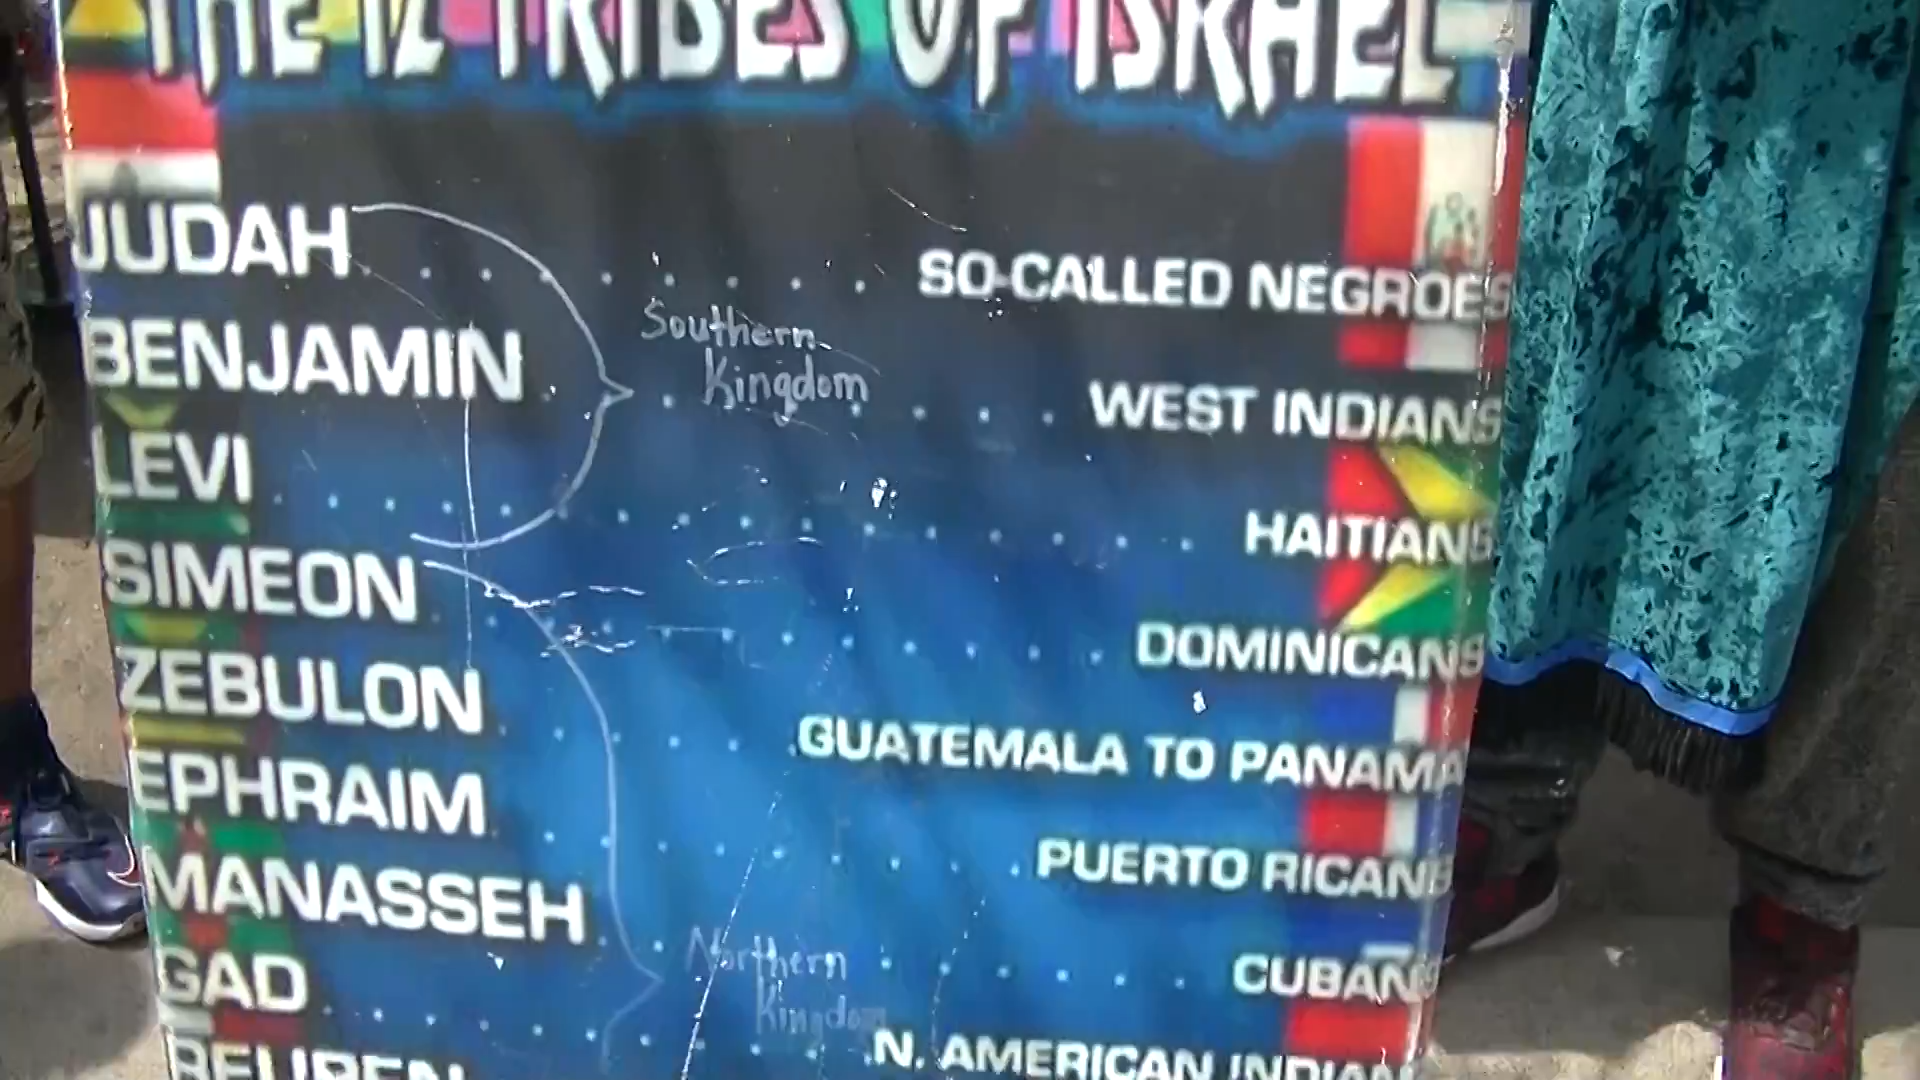 THE 12 TRIBES OF ISRAEL
JUDAH . . . . . . . . . SO-CALLED NEGROES
Southern
Kingdom
BENJAMIN . . . . . . WEST INDIANS
LEVI . . . . . . . . . . . . . . . HAITIANS
SIMEON . . . . . . . . . . . DOMINICANS
ZEBULON . . . . . GUATEMALA TO PANAMA
EPHRAIM . . . . . . . . PUERTO RICANS
MANASSEH . . . . . . . CUBANS
Northern
Kingdom
GAD . . . . . . . . . N. AMERICAN INDIANS
REUBEN